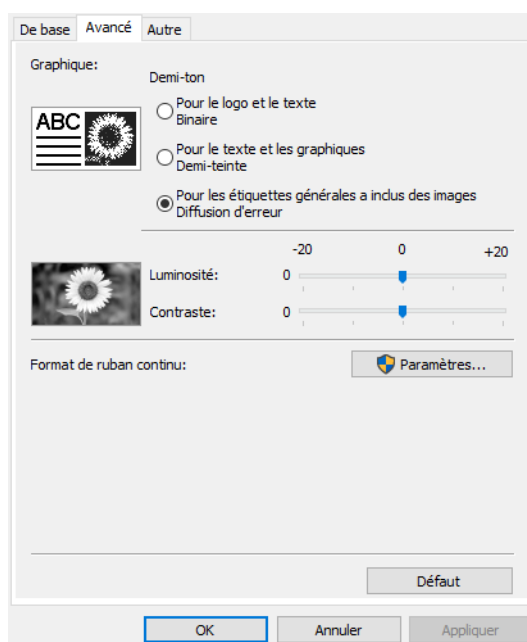 De base Avancé Autre
Graphique:
Demi-ton
ABC
Pour le logo et le texte
Binaire
Pour le texte et les graphiques
Demi-teinte
Pour les étiquettes générales a inclus des images
Diffusion d'erreur
-20 0 +20
Luminosité: 0
Contraste: 0
Format de ruban continu: Paramètres...
Défaut
OK Annuler Appliquer